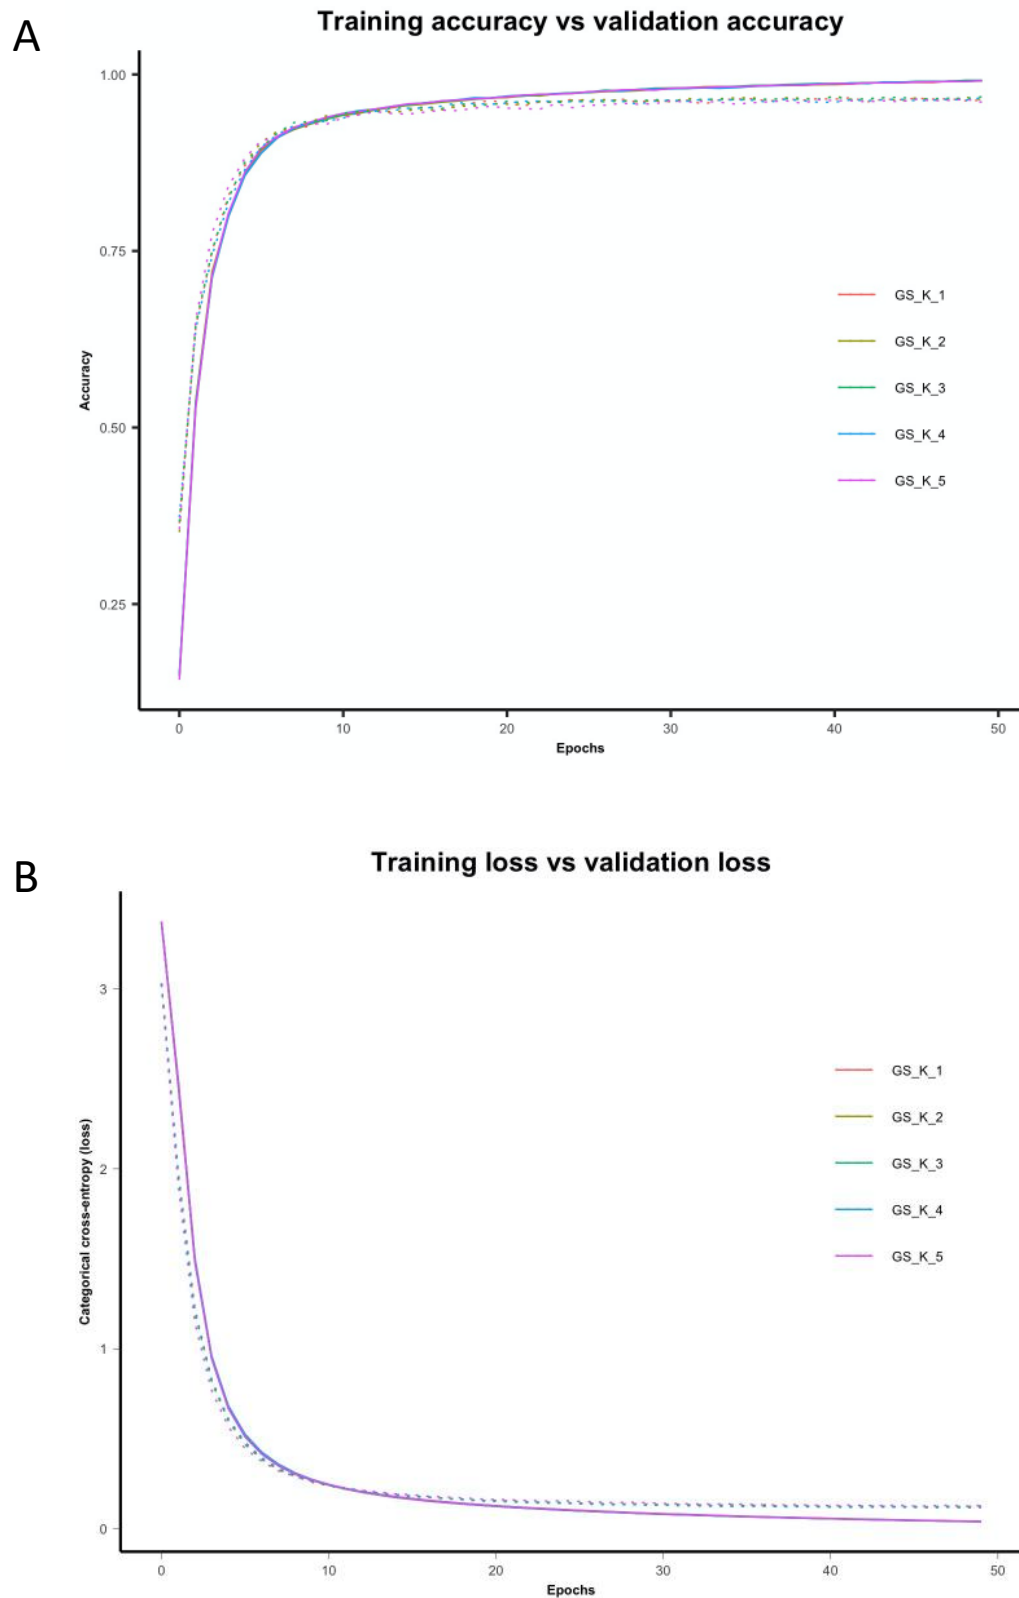 A
Training accuracy vs validation accuracy
1.00
0.75
0.50
0.25
Accuracy
GS_K_1
GS_K_2
GS_K_3
GS_K_4
GS_K_5
0 10 20 30 40 50
Epochs
B
Training loss vs validation loss
3
2
1
0
Categorical cross-entropy (loss)
GS_K_1
GS_K_2
GS_K_3
GS_K_4
GS_K_5
0 10 20 30 40 50
Epochs